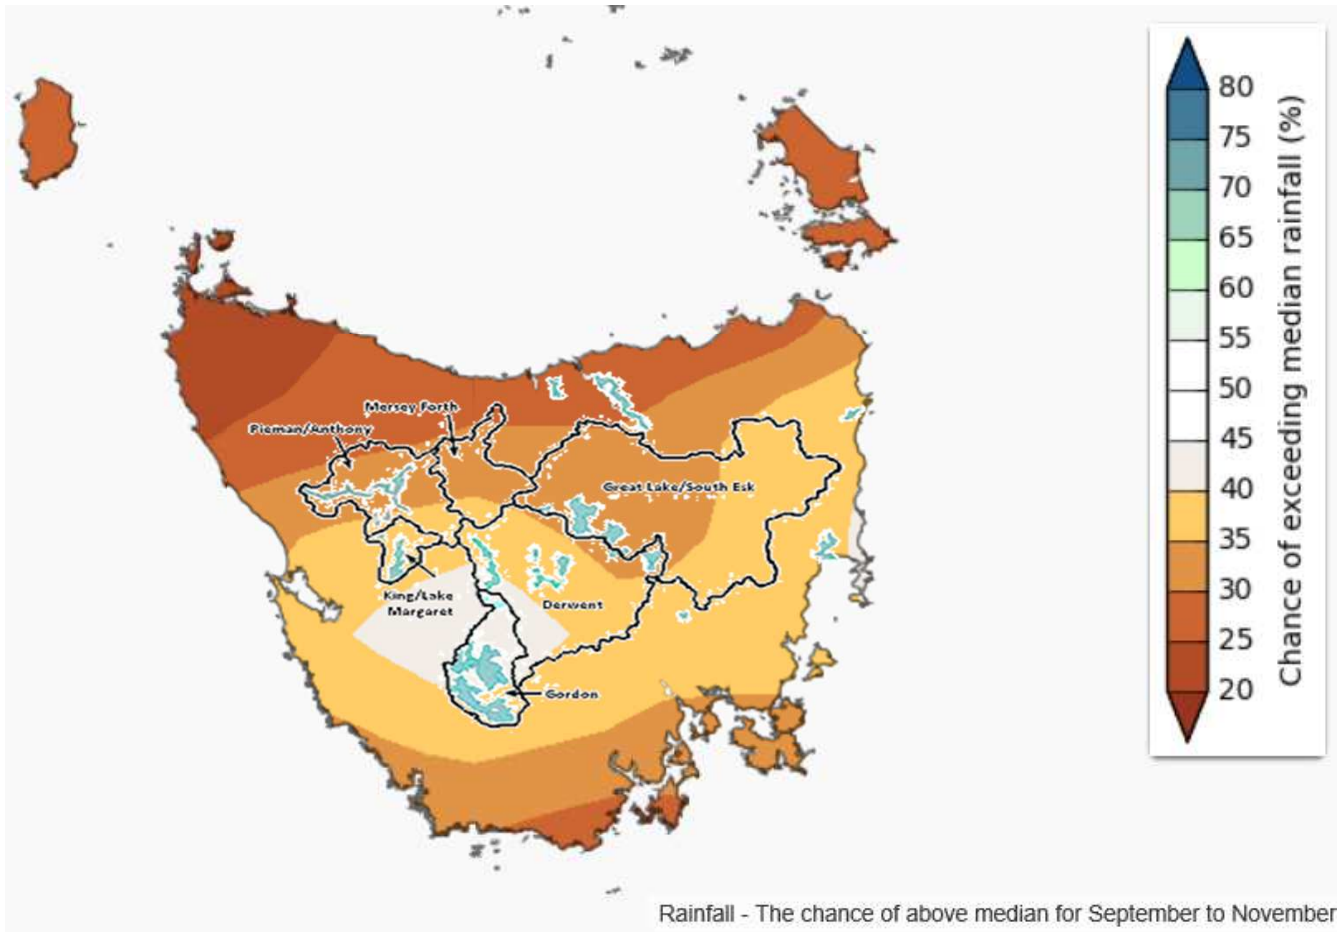 80
75
70
65
60
55
50
45
40
35
30
25
20
Chance of exceeding median rainfall (%)
Mersey Forth
Pieman/Anthony
Great Lake/South Esk
King/Lake
Margaret
Derwent
Gordon
Rainfall - The chance of above median for September to November